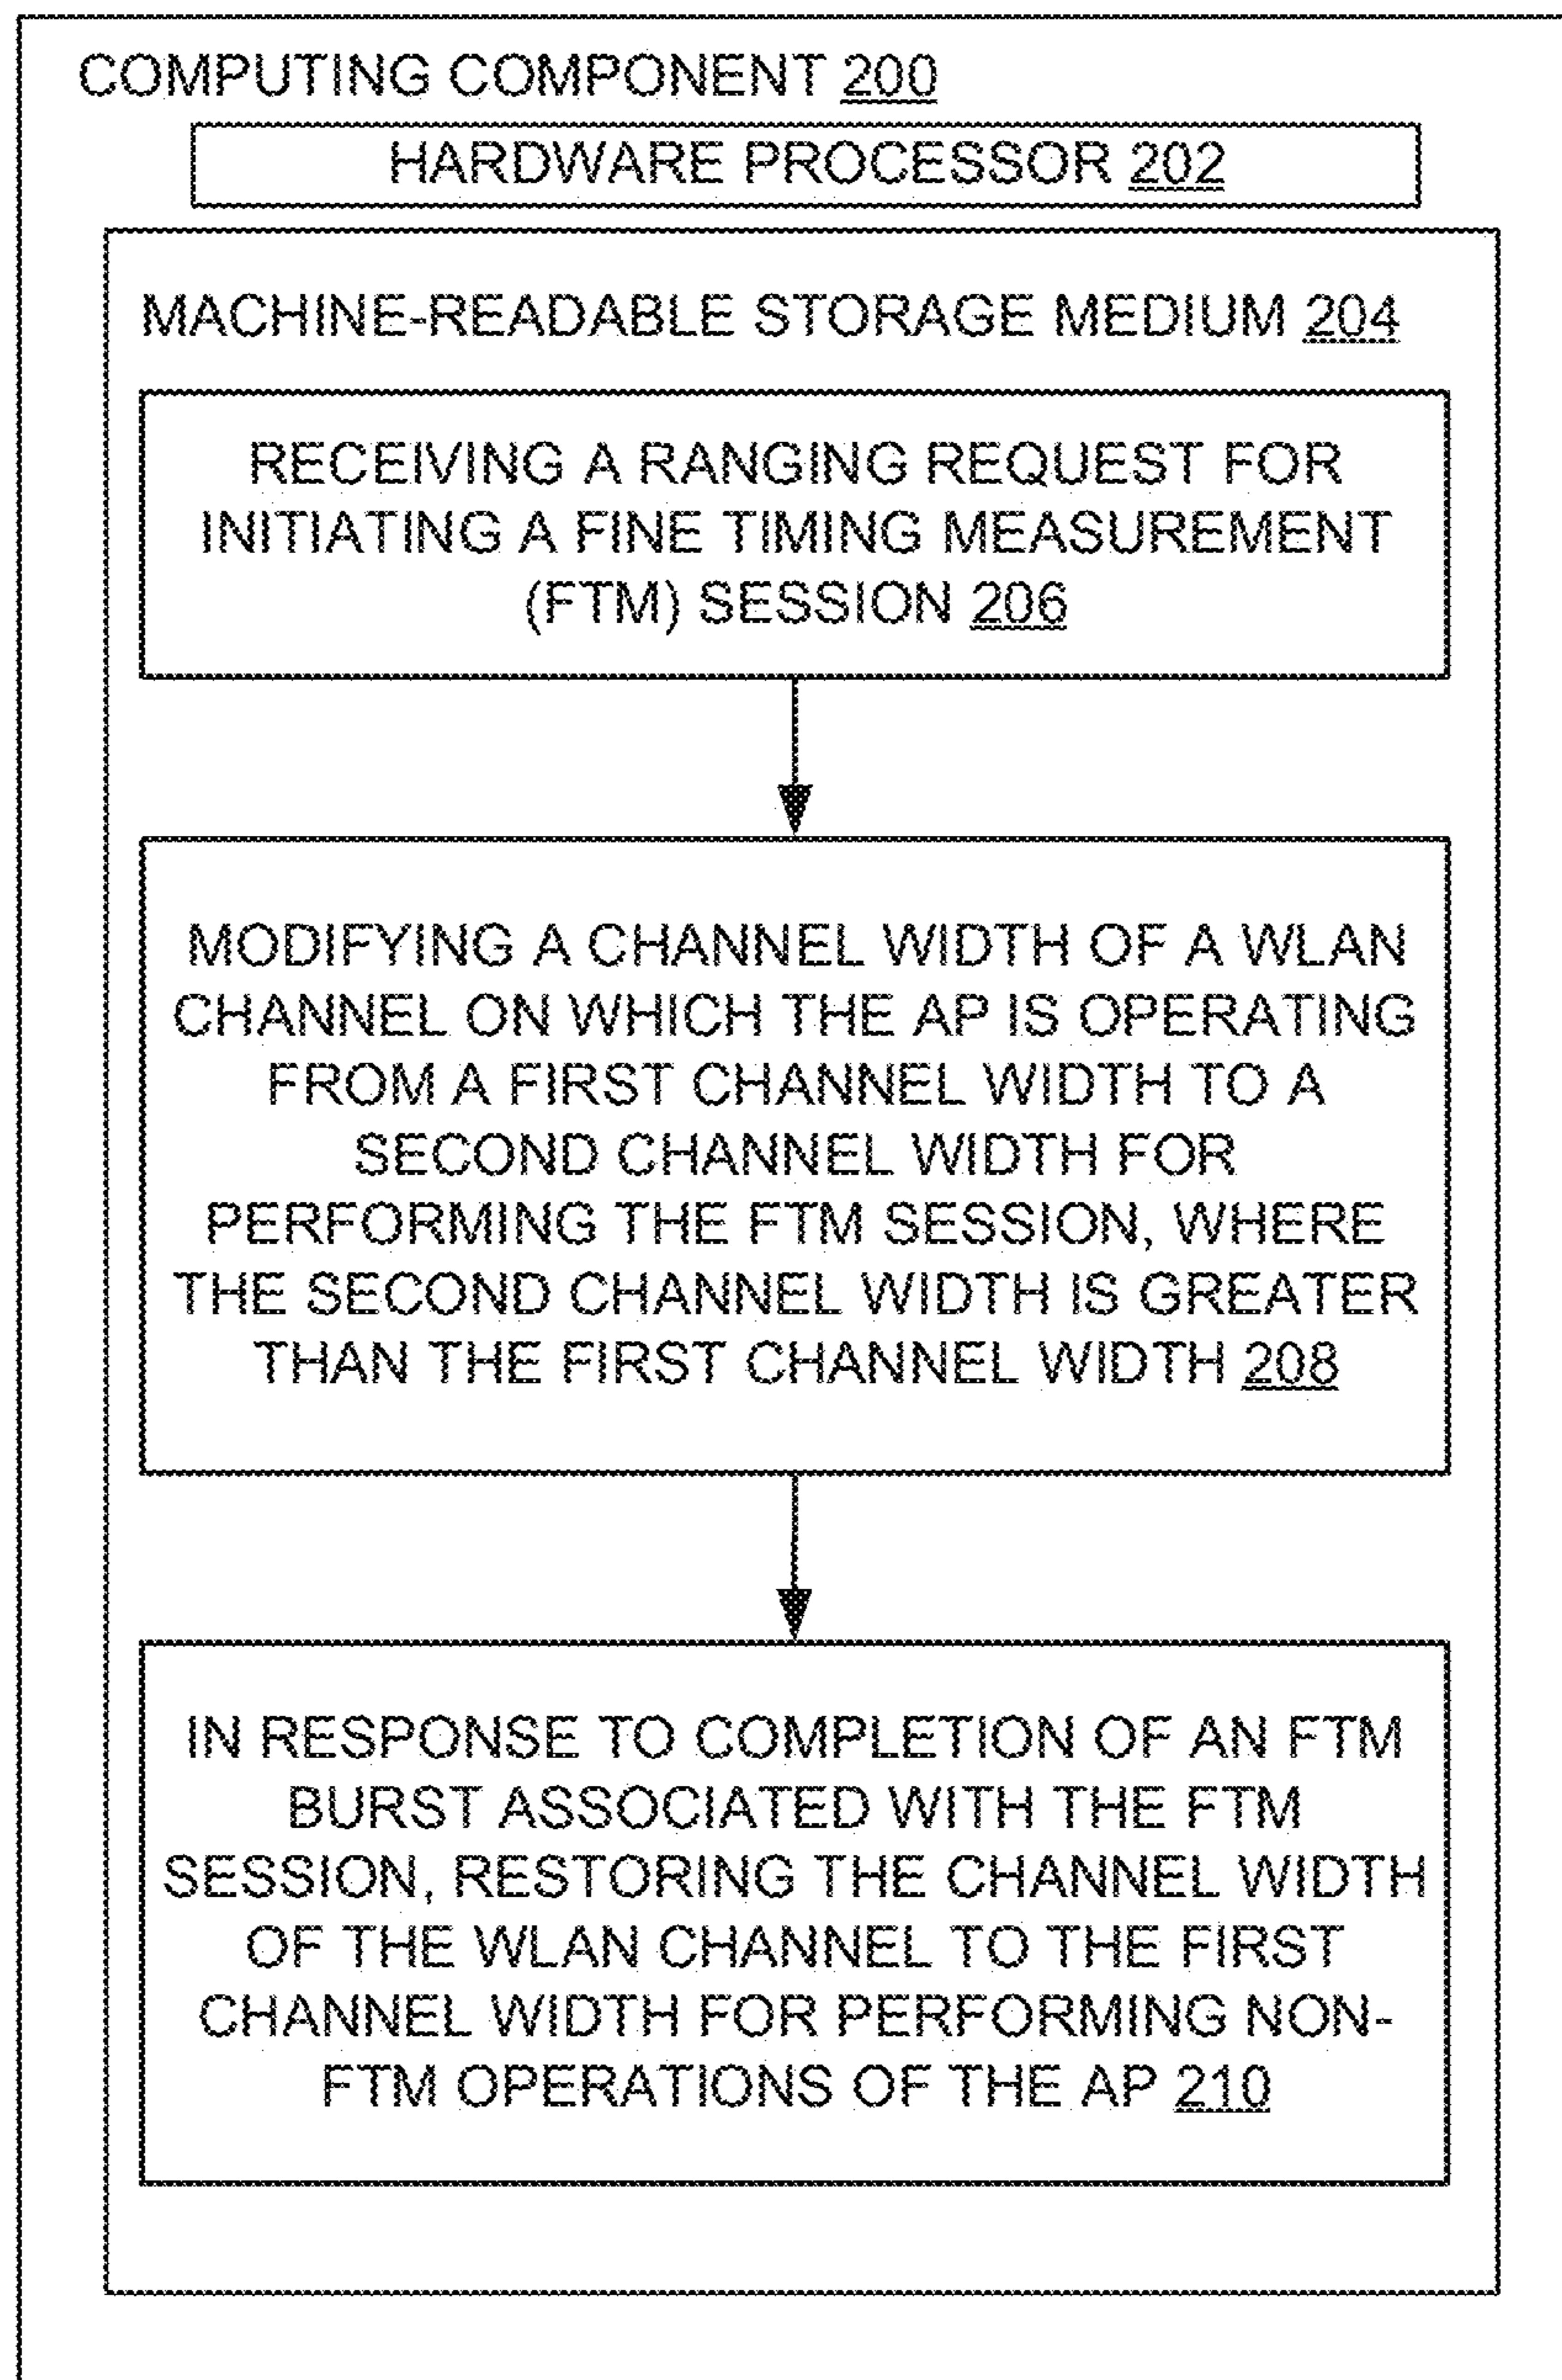 COMPUTING COMPONENT 200
HARDWARE PROCESSOR 202
MACHINE-READABLE STORAGE MEDIUM 204
RECEIVING A RANGING REQUEST FOR
INITIATING A FINE TIMING MEASUREMENT
(FTM) SESSION 206
MODIFYING A CHANNEL WIDTH OF A WLAN
CHANNEL ON WHICH THE AP IS OPERATING
FROM A FIRST CHANNEL WIDTH TO A
SECOND CHANNEL WIDTH FOR
PERFORMING THE FTM SESSION, WHERE
THE SECOND CHANNEL WIDTH IS GREATER
THAN THE FIRST CHANNEL WIDTH 208
IN RESPONSE TO COMPLETION OF AN FTM
BURST ASSOCIATED WITH THE FTM
SESSION, RESTORING THE CHANNEL WIDTH
OF THE WLAN CHANNEL TO THE FIRST
CHANNEL WIDTH FOR PERFORMING NON-
FTM OPERATIONS OF THE AP 210